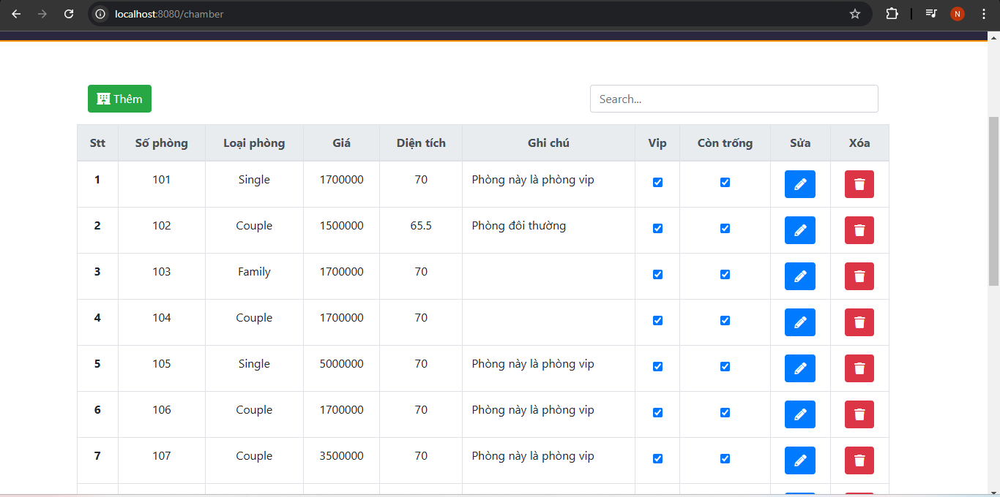 localhost:8080/chamber
N
Thêm
Search...
Stt Số phòng Loại phòng Giá Diện tích Ghi chú Vip Còn trống Sửa Xóa
1 101 Single 1700000 70 Phòng này là phòng vip
2 102 Couple 1500000 65.5 Phòng đôi thường
3 103 Family 1700000 70
4 104 Couple 1700000 70
5 105 Single 5000000 70 Phòng này là phòng vip
6 106 Couple 1700000 70 Phòng này là phòng vip
7 107 Couple 3500000 70 Phòng này là phòng vip